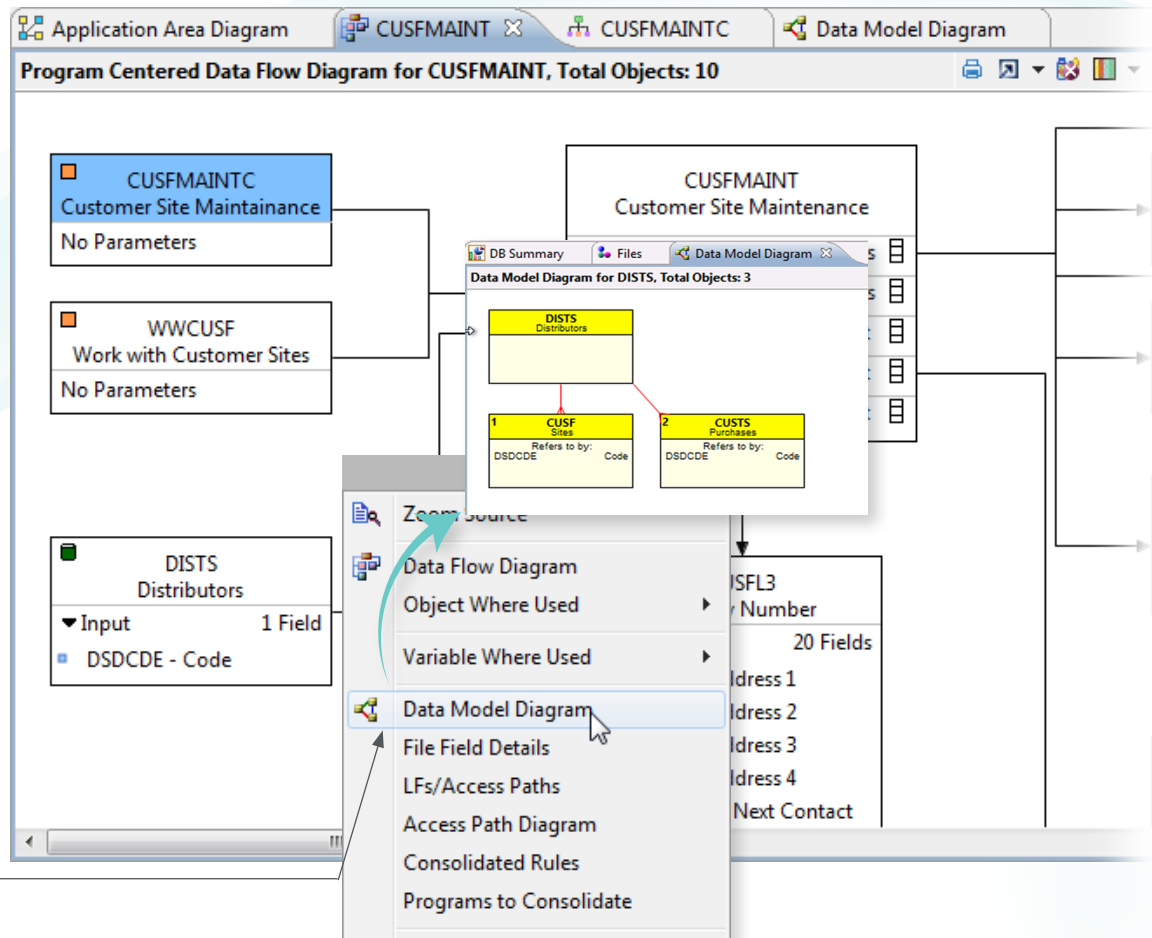 Application Area Diagram
CUSFMAINT
CUSFMAINTC
Data Model Diagram
Program Centered Data Flow Diagram for CUSFMAINT, Total Objects: 10
CUSFMAINTC
Customer Site Maintainance
No Parameters
WWCUSF
Work with Customer Sites
No Parameters
DISTS
Distributors
Input 1 Field
DSDCDE - Code
CUSFMAINT
Customer Site Maintenance
s
s
DB Summary
Files
Data Model Diagram
Data Model Diagram for DISTS, Total Objects: 3
DISTS
Distributors
1 CUSF
Sites
Refers to by:
DSDCDE Code
2 CUSTS
Purchases
Refers to by:
DSDCDE Code
Zoom Source
Data Flow Diagram
Object Where Used
Variable Where Used
Data Model Diagram
File Field Details
LFs/Access Paths
Access Path Diagram
Consolidated Rules
Programs to Consolidate
SFL3
Number
20 Fields
ldress 1
ldress 2
ldress 3
ldress 4
Next Contact